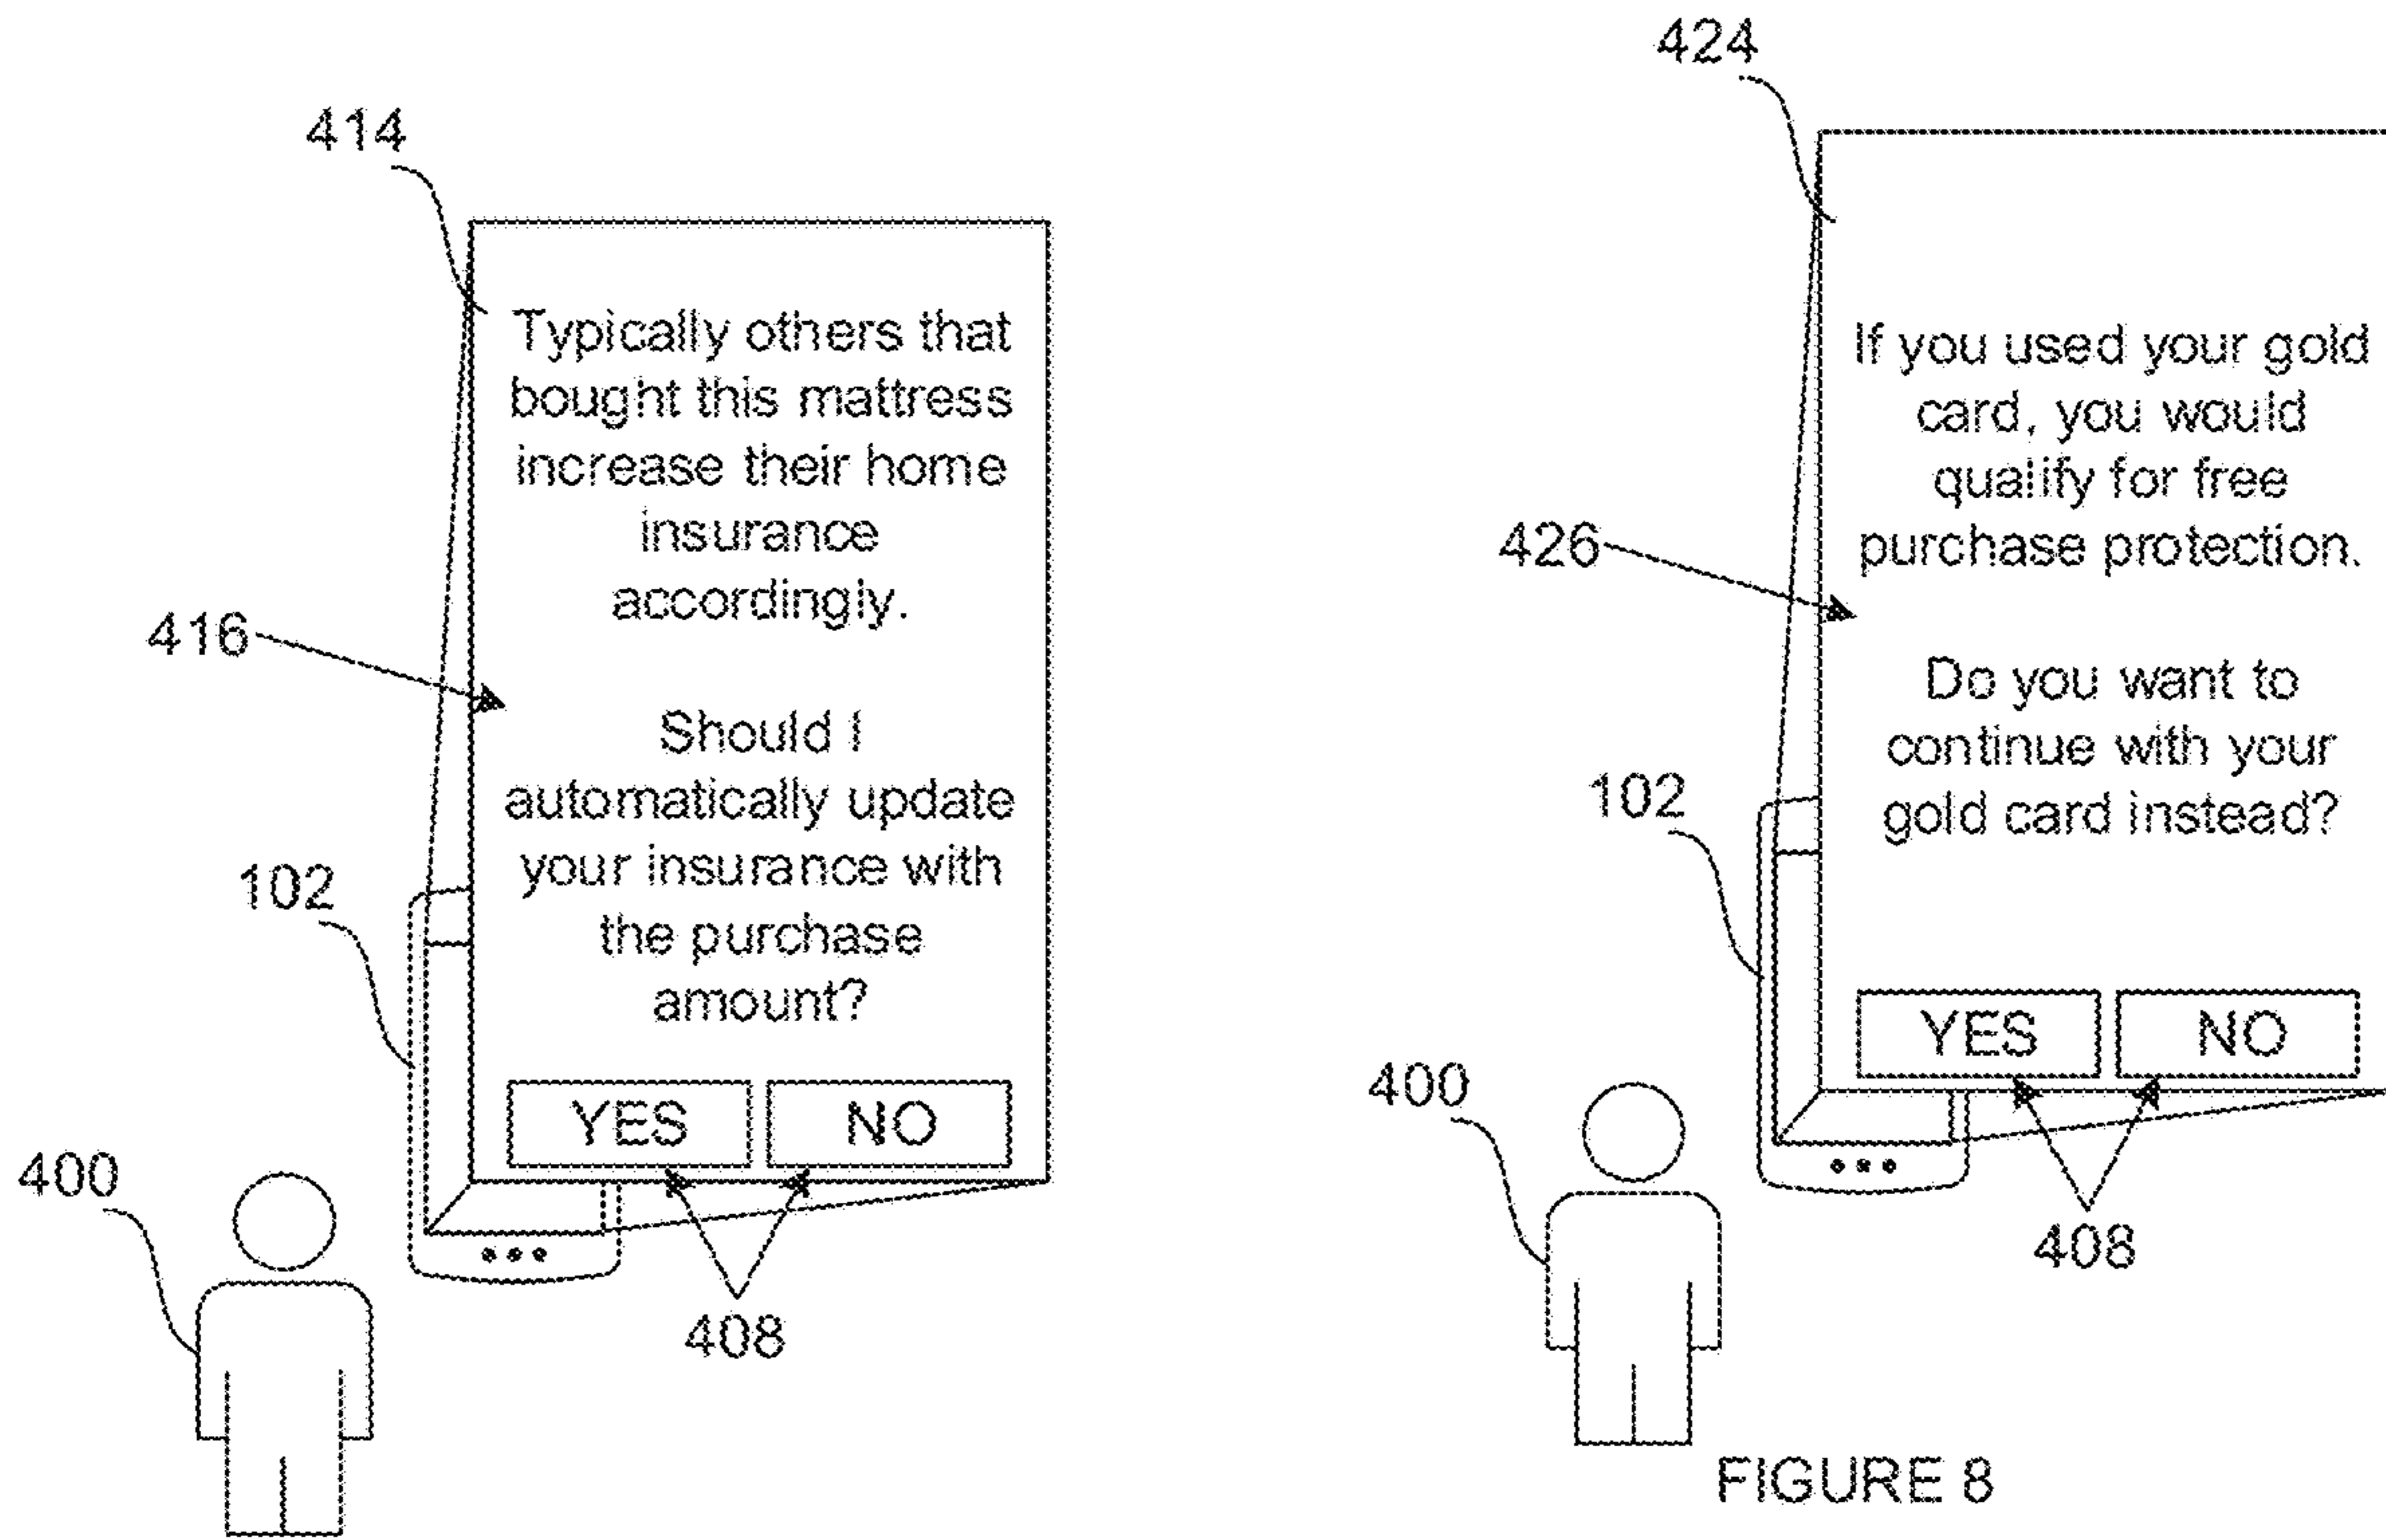 414
Typically others that
bought this mattress
increase their home
insurance
accordingly.
416
Should I
automatically update
your insurance with
the purchase
amount?
102
YES NO
400
408
424
If you used your gold
card, you would
qualify for free
purchase protection.
426
Do you want to
continue with your
gold card instead?
102
YES NO
400
408
FIGURE 8